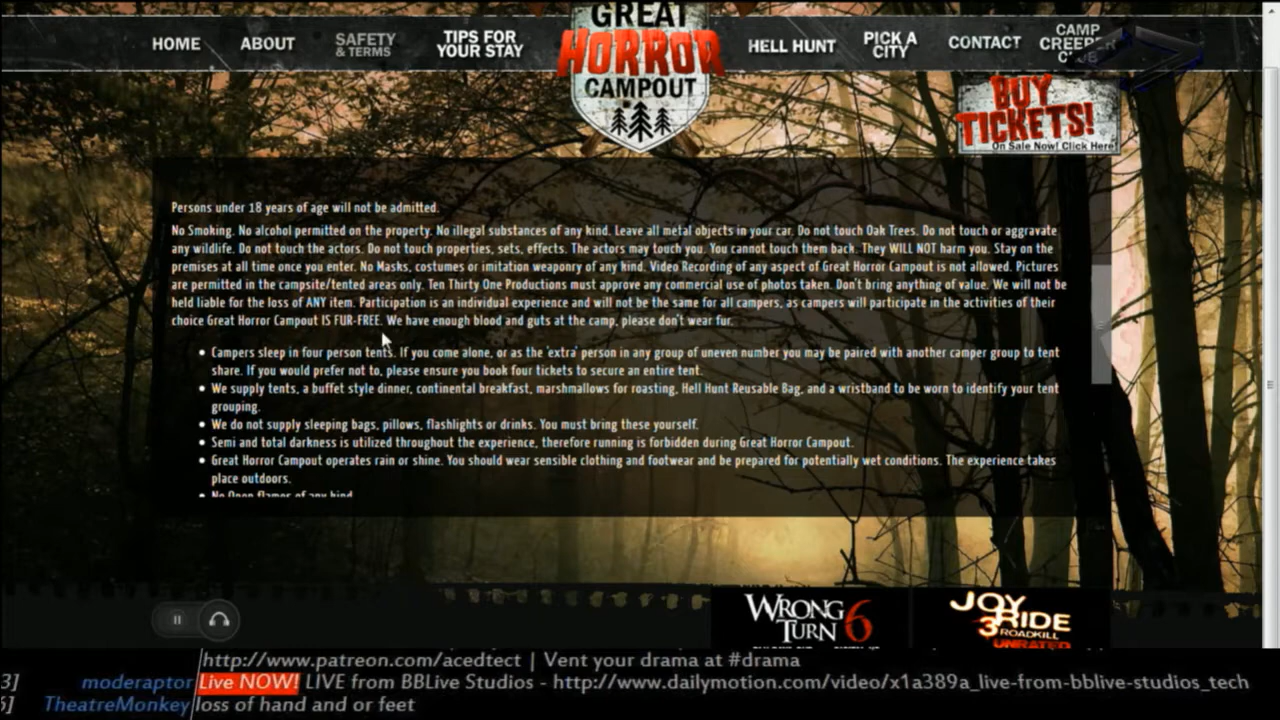 HOME
ABOUT
SAFETY
& TERMS
TIPS FOR
YOUR STAY
GREAT
HORROR
CAMPOUT
HELL HUNT
PICK A
CITY
CONTACT
CAMP
CREEPER
CLUB
BUY
TICKETS!
On Sale Now! Click Here!
Persons under 18 years of age will not be admitted.
No Smoking. No alcohol permitted on the property. No illegal substances of any kind. Leave all metal objects in your car. Do not touch Oak Trees. Do not touch or aggravate
any wildlife. Do not touch the actors. Do not touch properties, sets, effects. The actors may touch you. You cannot touch them back. They WILL NOT harm you. Stay on the
premises at all time once you enter. No Masks, costumes or imitation weaponry of any kind. Video Recording of any aspect of Great Horror Campout is not allowed. Pictures
are permitted in the campsite/tented areas only. Ten Thirty One Productions must approve any commercial use of photos taken. Don't bring anything of value. We will not be
held liable for the loss of ANY item. Participation is an individual experience and will not be the same for all campers, as campers will participate in the activities of their
choice Great Horror Campout IS FUR-FREE. We have enough blood and guts at the camp, please don't wear fur.
• Campers sleep in four person tents. If you come alone, or as the 'extra' person in any group of uneven number you may be paired with another camper group to tent
share. If you would prefer not to, please ensure you book four tickets to secure an entire tent.
• We supply tents, a buffet style dinner, continental breakfast, marshmallows for roasting, Hell Hunt Reusable Bag, and a wristband to be worn to identify your tent
grouping.
• We do not supply sleeping bags, pillows, flashlights or drinks. You must bring these yourself.
• Semi and total darkness is utilized throughout the experience, therefore running is forbidden during Great Horror Campout.
• Great Horror Campout operates rain or shine. You should wear sensible clothing and footwear and be prepared for potentially wet conditions. The experience takes
place outdoors.
• No Open flames of any kind
WRONG
TURN 6
JOY
RIDE
3 ROADKILL
UNRATED
http://www.patreon.com/acedtect | Vent your drama at #drama
3] moderaptor Live NOW! LIVE from BBLive Studios - http://www.dailymotion.com/video/x1a389a_live-from-bblive-studios_tech
6] TheatreMonkey loss of hand and or feet